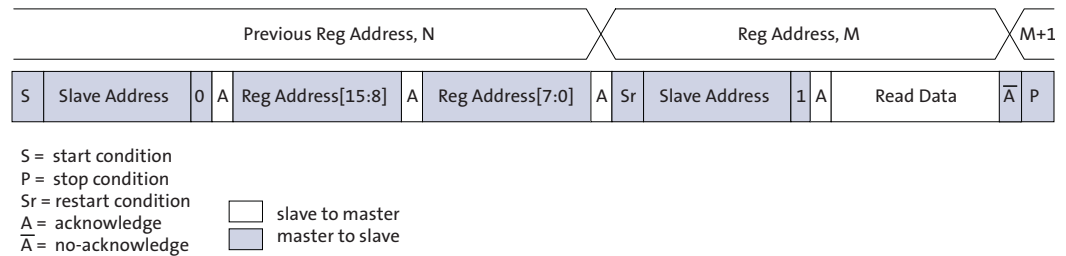 Previous Reg Address, N Reg Address, M M+1
S Slave Address 0 A Reg Address[15:8] A Reg Address[7:0] A Sr Slave Address 1 A Read Data A̅ P
S = start condition
P = stop condition
Sr = restart condition
A = acknowledge
A̅ = no-acknowledge
slave to master
master to slave